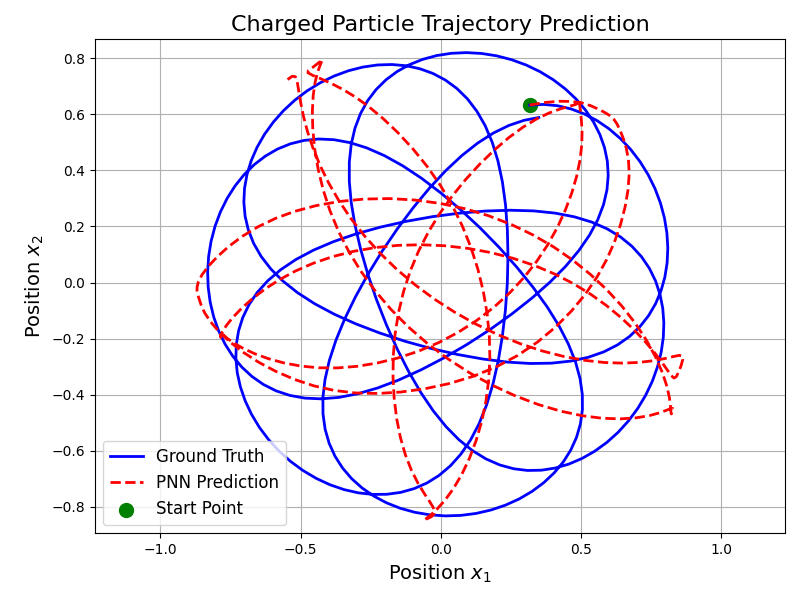 Charged Particle Trajectory Prediction
Position $x_2$
0.8
0.6
0.4
0.2
0.0
−0.2
−0.4
−0.6
−0.8
Ground Truth
PNN Prediction
Start Point
−1.0 −0.5 0.0 0.5 1.0
Position $x_1$